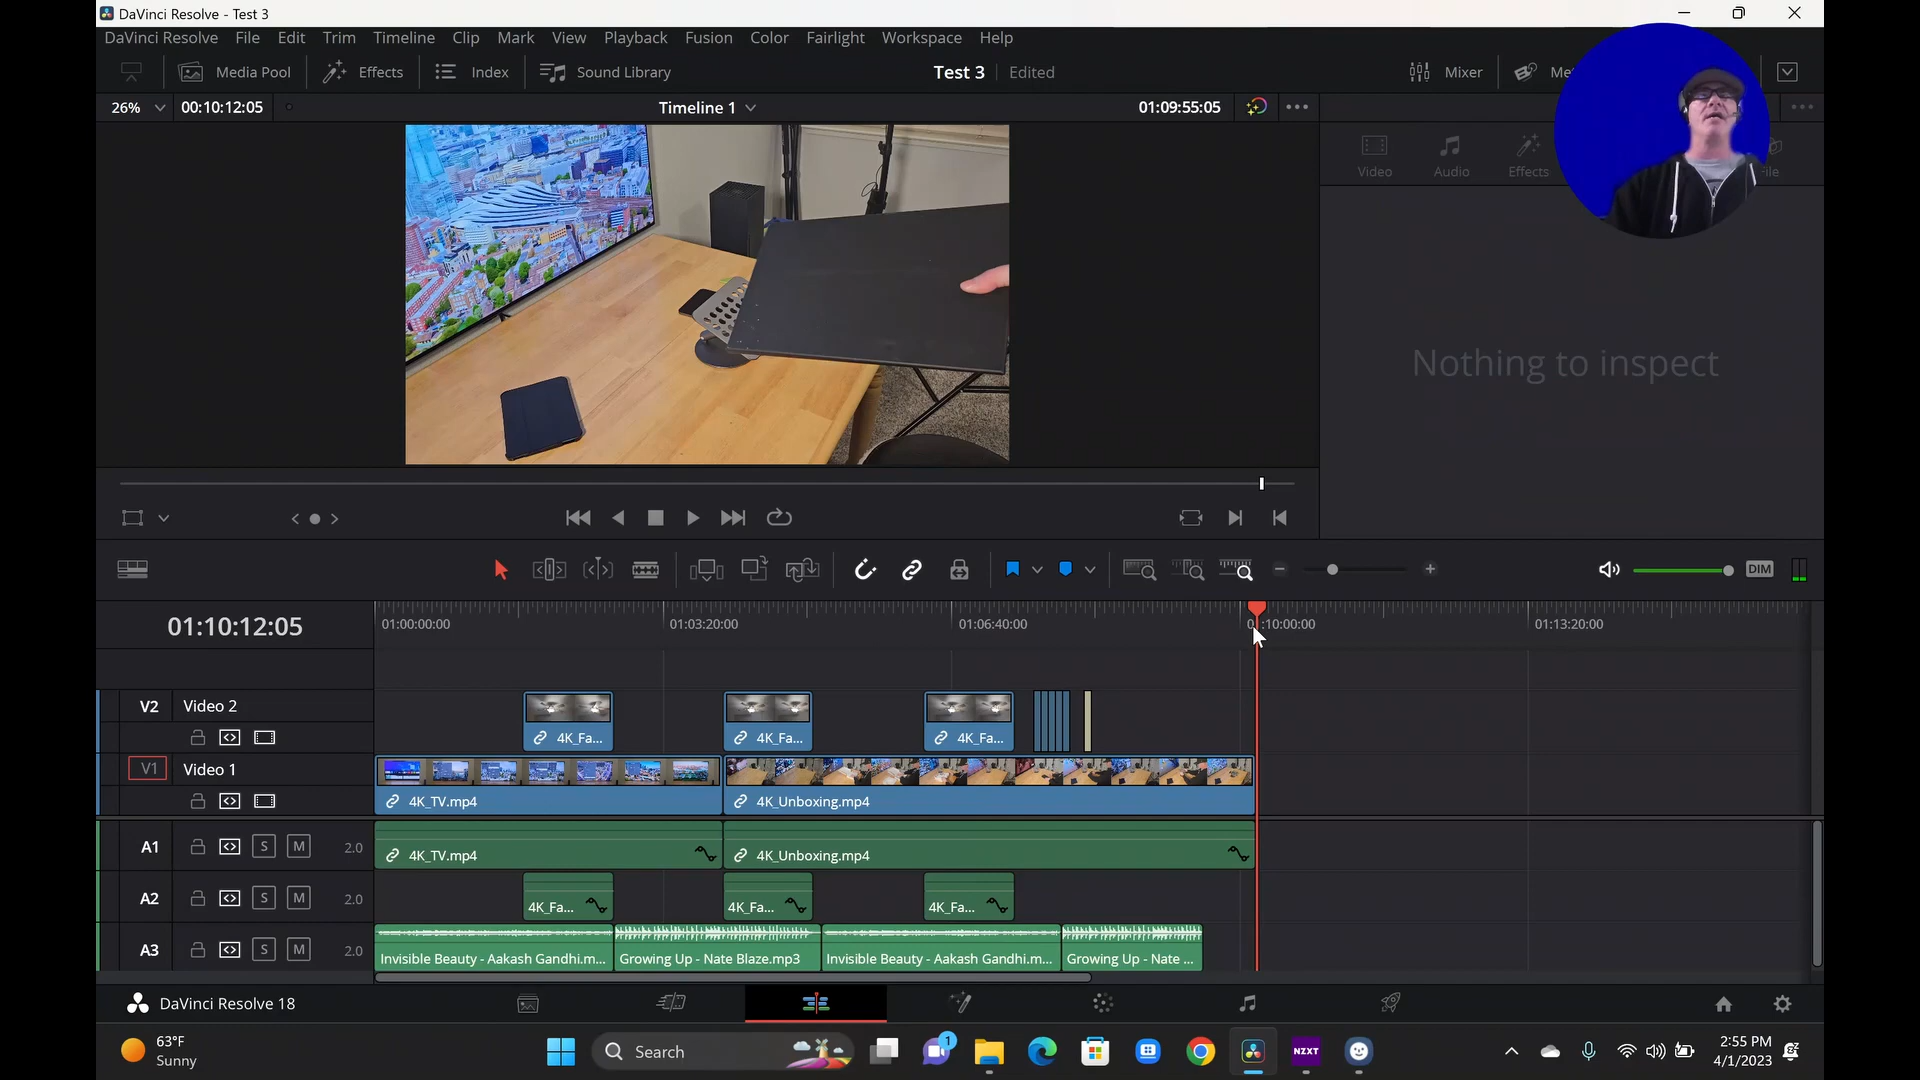 DaVinci Resolve - Test 3
DaVinci Resolve File Edit Trim Timeline Clip Mark View Playback Fusion Color Fairlight Workspace Help
Media Pool Effects Index Sound Library Test 3 Edited Mixer
26% 00:10:12:05 Timeline 1 01:09:55:05
Video Audio Effects
Nothing to inspect
DIM
01:10:12:05 01:00:00:00 01:03:20:00 01:06:40:00 01:10:00:00 01:13:20:00
V2 Video 2
4K_Fa... 4K_Fa... 4K_Fa...
V1 Video 1
4K_TV.mp4 4K_Unboxing.mp4
A1 S M 2.0 4K_TV.mp4 4K_Unboxing.mp4
A2 S M 2.0 4K_Fa... 4K_Fa... 4K_Fa...
A3 S M 2.0 Invisible Beauty - Aakash Gandhi.m... Growing Up - Nate Blaze.mp3 Invisible Beauty - Aakash Gandhi.m... Growing Up - Nate ...
DaVinci Resolve 18
63°F
Sunny
Search
1
NZXT
2:55 PM
4/1/2023